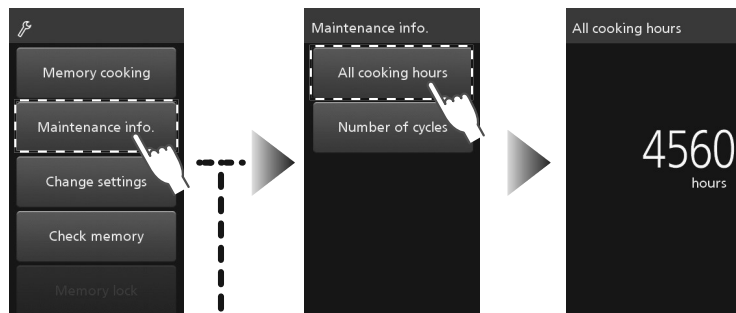 Memory cooking
Maintenance info.
Change settings
Check memory
Memory lock
Maintenance info.
All cooking hours
Number of cycles
All cooking hours
4560
hours